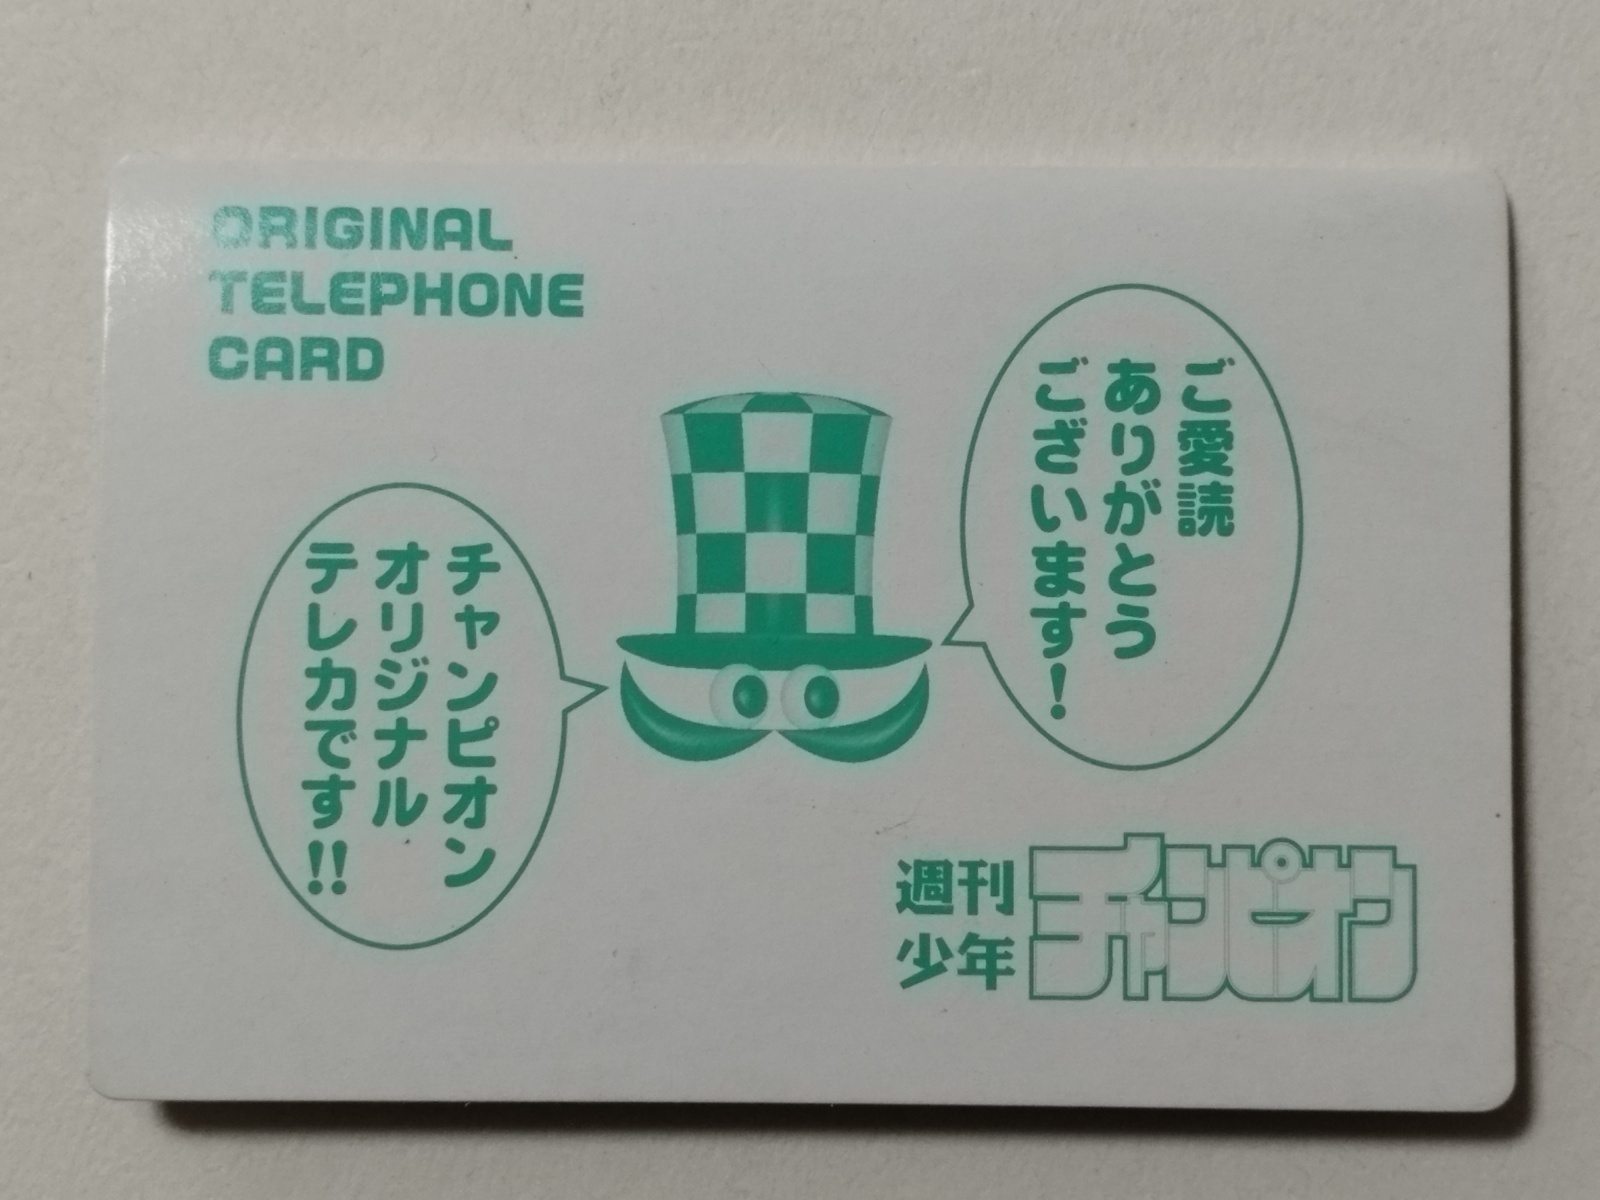 ORIGINAL
TELEPHONE
CARD
ご愛読
ありがとう
ございます!
チャンピオン
オリジナル
テレカです!!
週刊
少年
チャンピオン